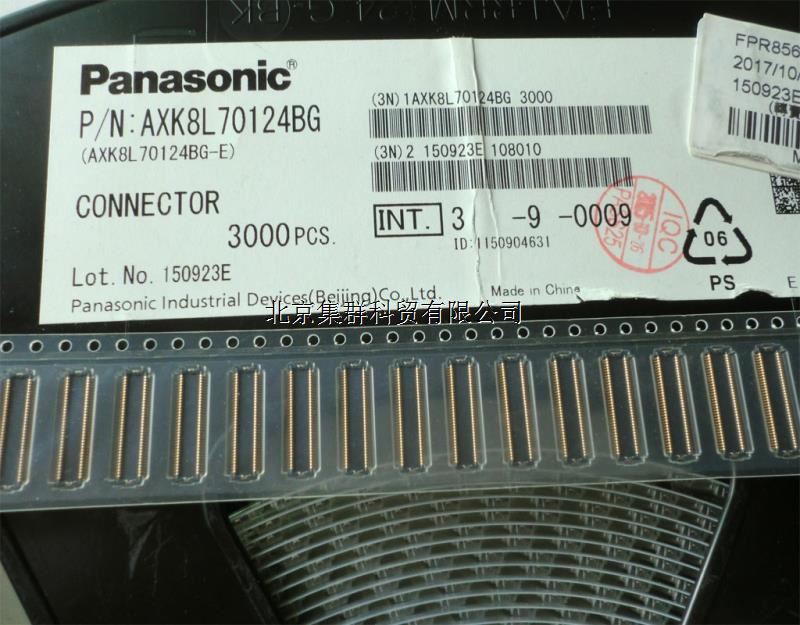 Panasonic®
P/N:AXK8L70124BG
(AXK8L70124BG-E)
CONNECTOR
3000PCS.
Lot.No. 150923E
Panasonic Industrial Devices(Beijing)Co.,Ltd.
(3N)1AXK8L70124BG 3000
(3N)2 150923E 108010
INT. 3 -9 -0009
ID:1150904631
Made in China
IQC
06
PS
E
FPR856
2017/10/
150923E
北京集群科贸有限公司